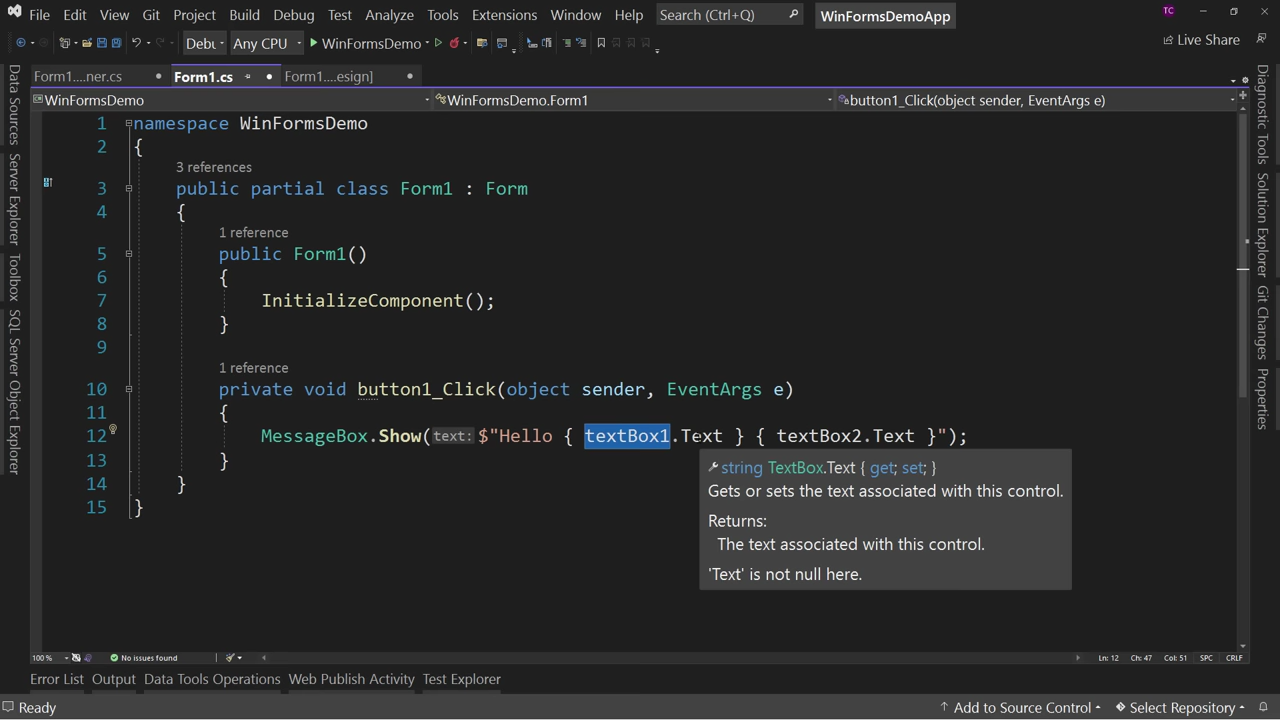 File Edit View Git Project Build Debug Test Analyze Tools Extensions Window Help Search (Ctrl+Q) WinFormsDemoApp TC
Debu Any CPU WinFormsDemo Live Share
Form1....ner.cs Form1.cs Form1....esign]
WinFormsDemo WinFormsDemo.Form1 button1_Click(object sender, EventArgs e)
1 namespace WinFormsDemo
2 {
3 references
3 public partial class Form1 : Form
4 {
1 reference
5 public Form1()
6 {
7 InitializeComponent();
8 }
9
1 reference
10 private void button1_Click(object sender, EventArgs e)
11 {
12 MessageBox.Show(text: $"Hello { textBox1.Text } { textBox2.Text }");
13 }
14 }
15 }
string TextBox.Text { get; set; }
Gets or sets the text associated with this control.
Returns:
The text associated with this control.
'Text' is not null here.
Data Sources
Server Explorer
Toolbox
SQL Server Object Explorer
Diagnostic Tools
Solution Explorer
Git Changes
Properties
100 % No issues found Ln: 12 Ch: 47 Col: 51 SPC CRLF
Error List Output Data Tools Operations Web Publish Activity Test Explorer
Ready Add to Source Control Select Repository